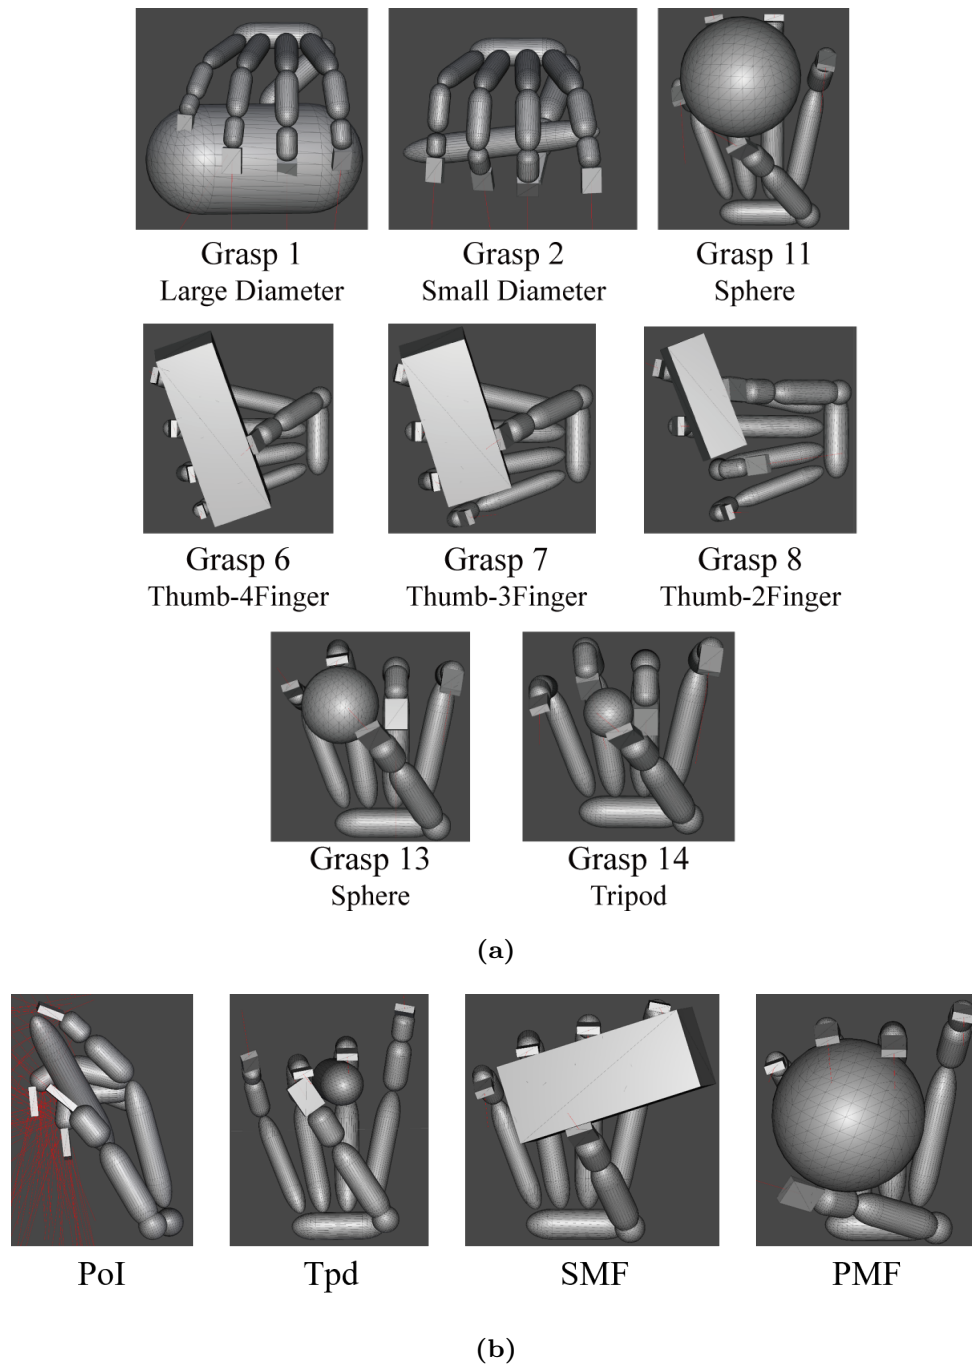 Grasp 1 Grasp 2 Grasp 11
Large Diameter Small Diameter Sphere
Grasp 6 Grasp 7 Grasp 8
Thumb-4Finger Thumb-3Finger Thumb-2Finger
Grasp 13 Grasp 14
Sphere Tripod
(a)
PoI Tpd SMF PMF
(b)